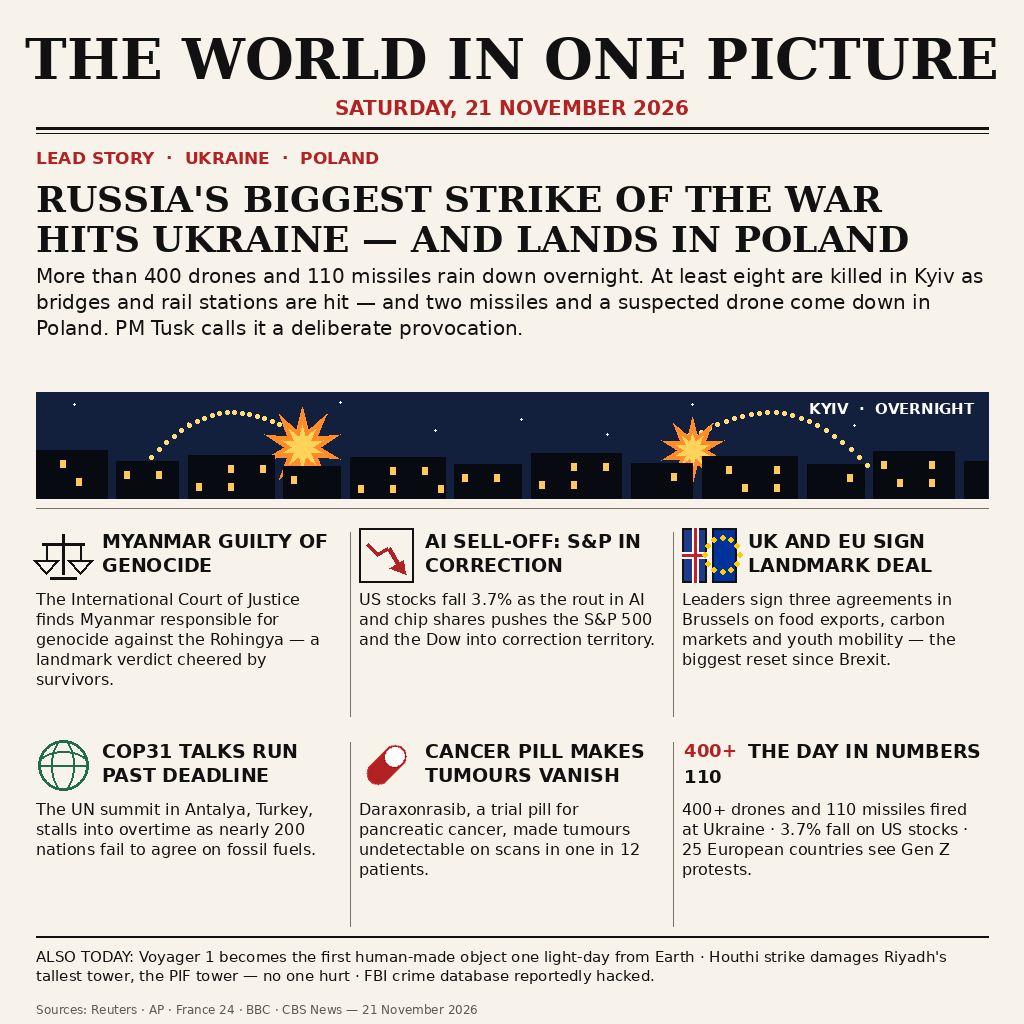 THE WORLD IN ONE PICTURE
SATURDAY, 21 NOVEMBER 2026
LEAD STORY · UKRAINE · POLAND
RUSSIA'S BIGGEST STRIKE OF THE WAR
HITS UKRAINE — AND LANDS IN POLAND
More than 400 drones and 110 missiles rain down overnight. At least eight are killed in Kyiv as
bridges and rail stations are hit — and two missiles and a suspected drone come down in
Poland. PM Tusk calls it a deliberate provocation.
KYIV · OVERNIGHT
MYANMAR GUILTY OF
GENOCIDE
The International Court of Justice
finds Myanmar responsible for
genocide against the Rohingya — a
landmark verdict cheered by
survivors.
AI SELL-OFF: S&P IN
CORRECTION
US stocks fall 3.7% as the rout in AI
and chip shares pushes the S&P 500
and the Dow into correction territory.
UK AND EU SIGN
LANDMARK DEAL
Leaders sign three agreements in
Brussels on food exports, carbon
markets and youth mobility — the
biggest reset since Brexit.
COP31 TALKS RUN
PAST DEADLINE
The UN summit in Antalya, Turkey,
stalls into overtime as nearly 200
nations fail to agree on fossil fuels.
CANCER PILL MAKES
TUMOURS VANISH
Daraxonrasib, a trial pill for
pancreatic cancer, made tumours
undetectable on scans in one in 12
patients.
400+ THE DAY IN NUMBERS
110
400+ drones and 110 missiles fired
at Ukraine · 3.7% fall on US stocks ·
25 European countries see Gen Z
protests.
ALSO TODAY: Voyager 1 becomes the first human-made object one light-day from Earth · Houthi strike damages Riyadh's
tallest tower, the PIF tower — no one hurt · FBI crime database reportedly hacked.
Sources: Reuters · AP · France 24 · BBC · CBS News — 21 November 2026